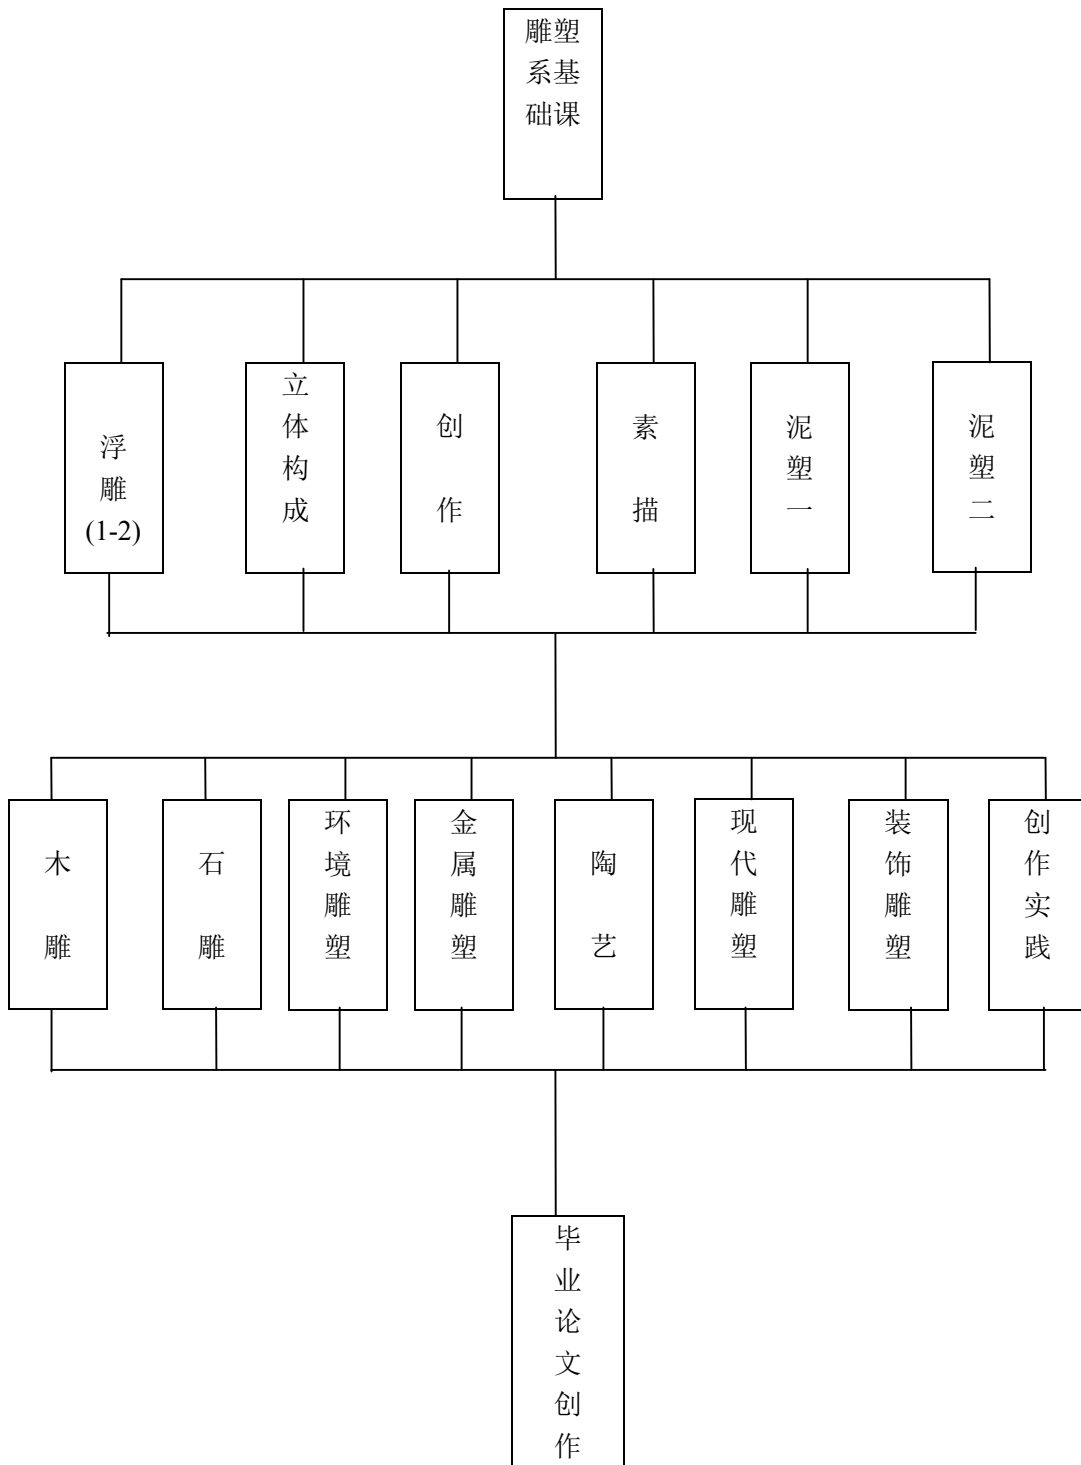 雕塑
系基
础课
浮
雕
(1-2)
立
体
构
成
创
作
素
描
泥
塑
一
泥
塑
二
木
雕
石
雕
环
境
雕
塑
金
属
雕
塑
陶
艺
现
代
雕
塑
装
饰
雕
塑
创
作
实
践
毕
业
论
文
创
作